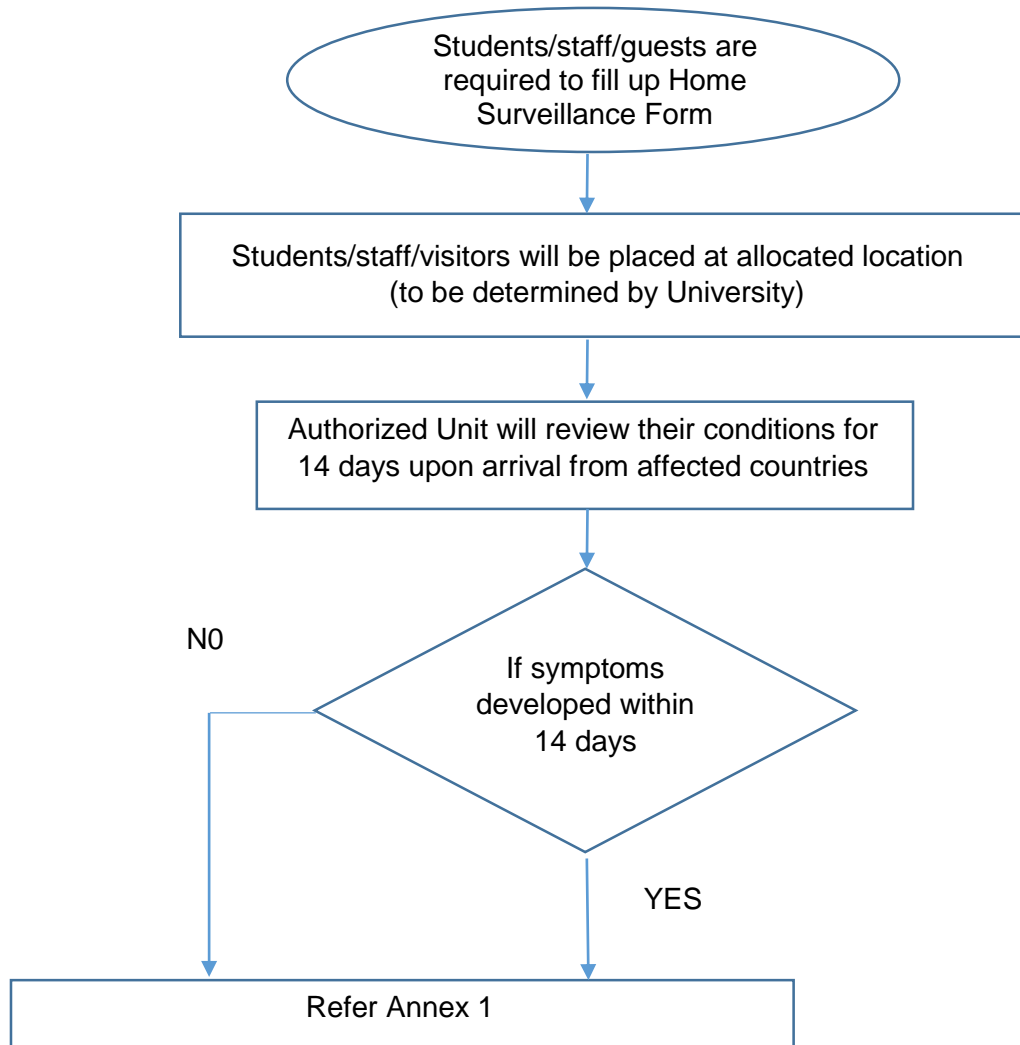 Students/staff/guests are
required to fill up Home
Surveillance Form
Students/staff/visitors will be placed at allocated location
(to be determined by University)
Authorized Unit will review their conditions for
14 days upon arrival from affected countries
N0
If symptoms
developed within
14 days
YES
Refer Annex 1